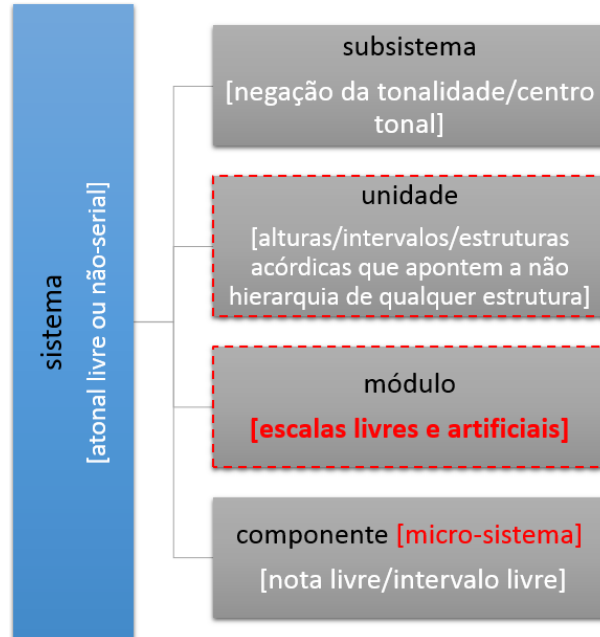 sistema
[atonal livre ou não-serial]
subsistema
[negação da tonalidade/centro
tonal]
unidade
[alturas/intervalos/estruturas
acórdicas que apontem a não
hierarquia de qualquer estrutura]
módulo
[escalas livres e artificiais]
componente [micro-sistema]
[nota livre/intervalo livre]